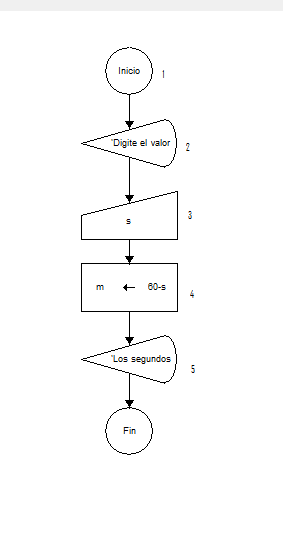 Inicio 1
'Digite el valor 2
s 3
m ← 60-s 4
'Los segundos 5
Fin